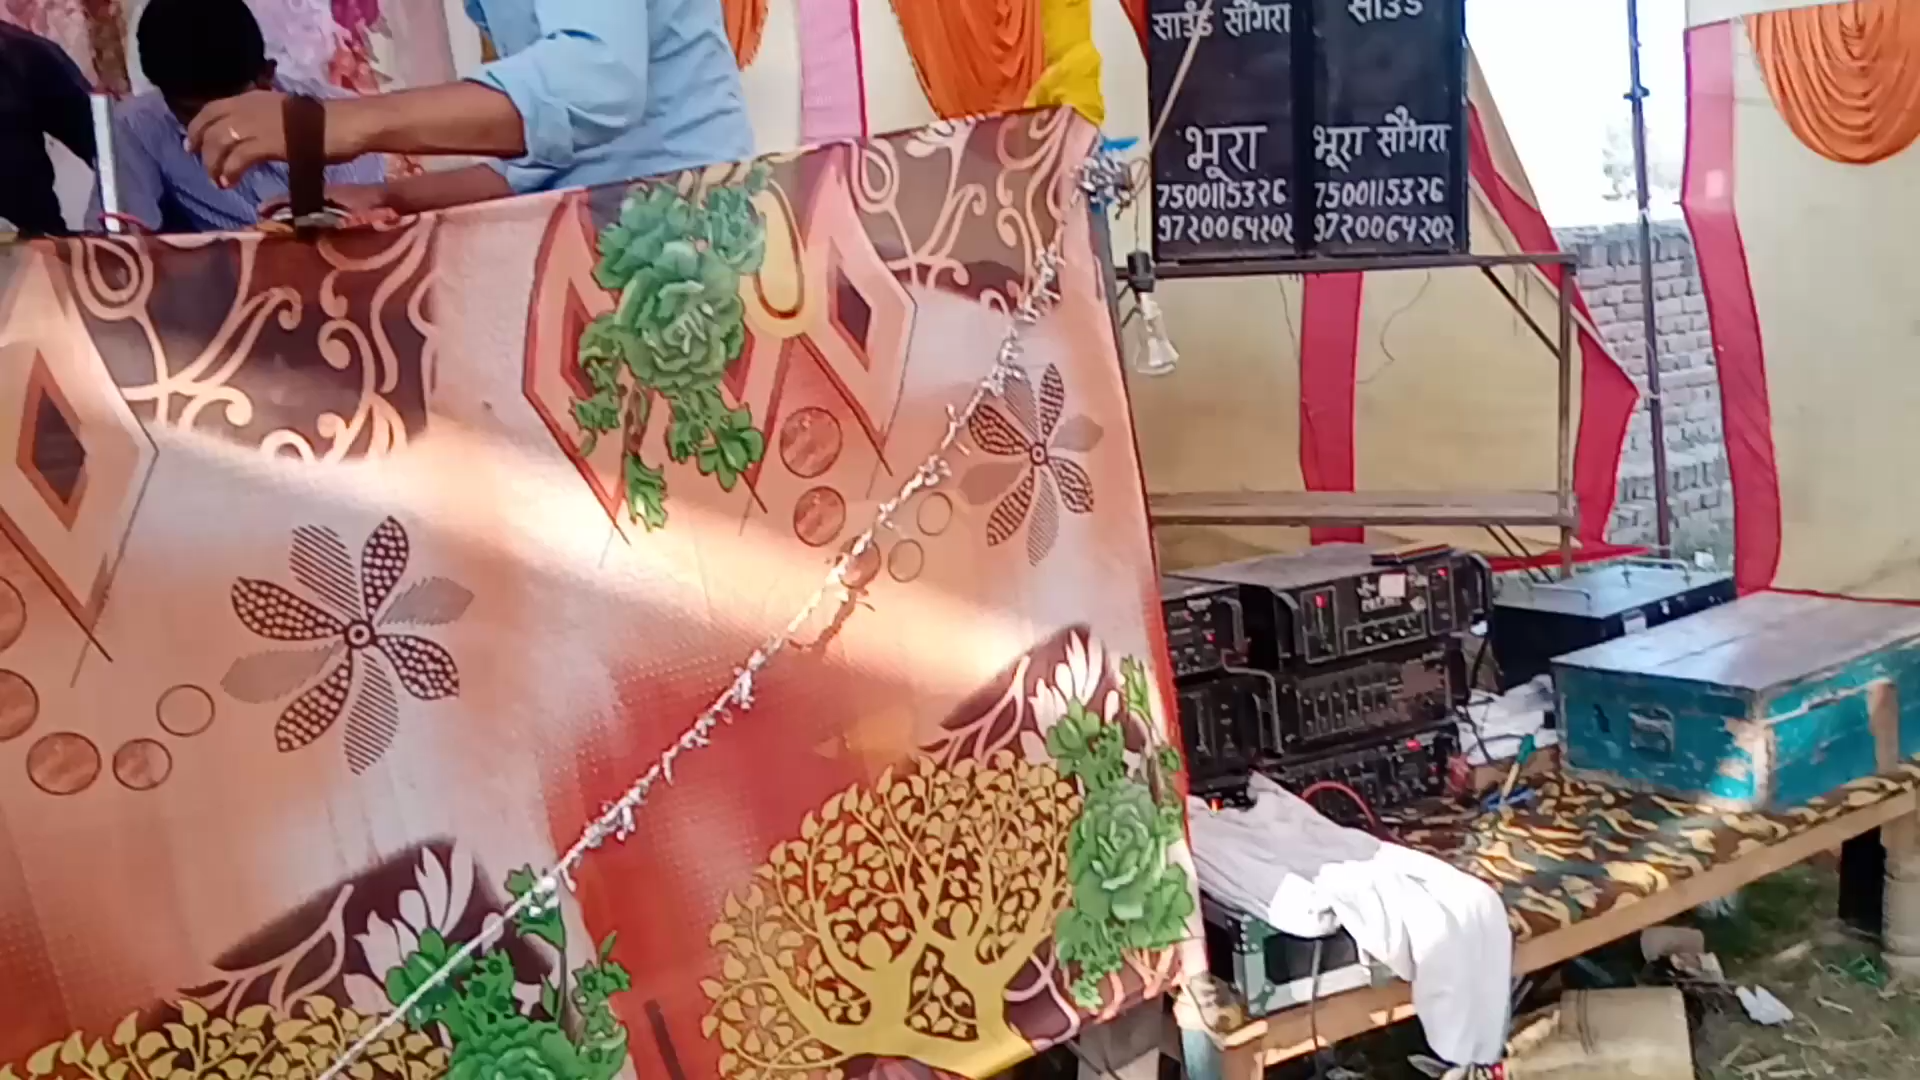 साउंड सौंगरा
भूरा
7500115326
9720064202
साउंड
भूरा सौंगरा
7500115326
9720064202